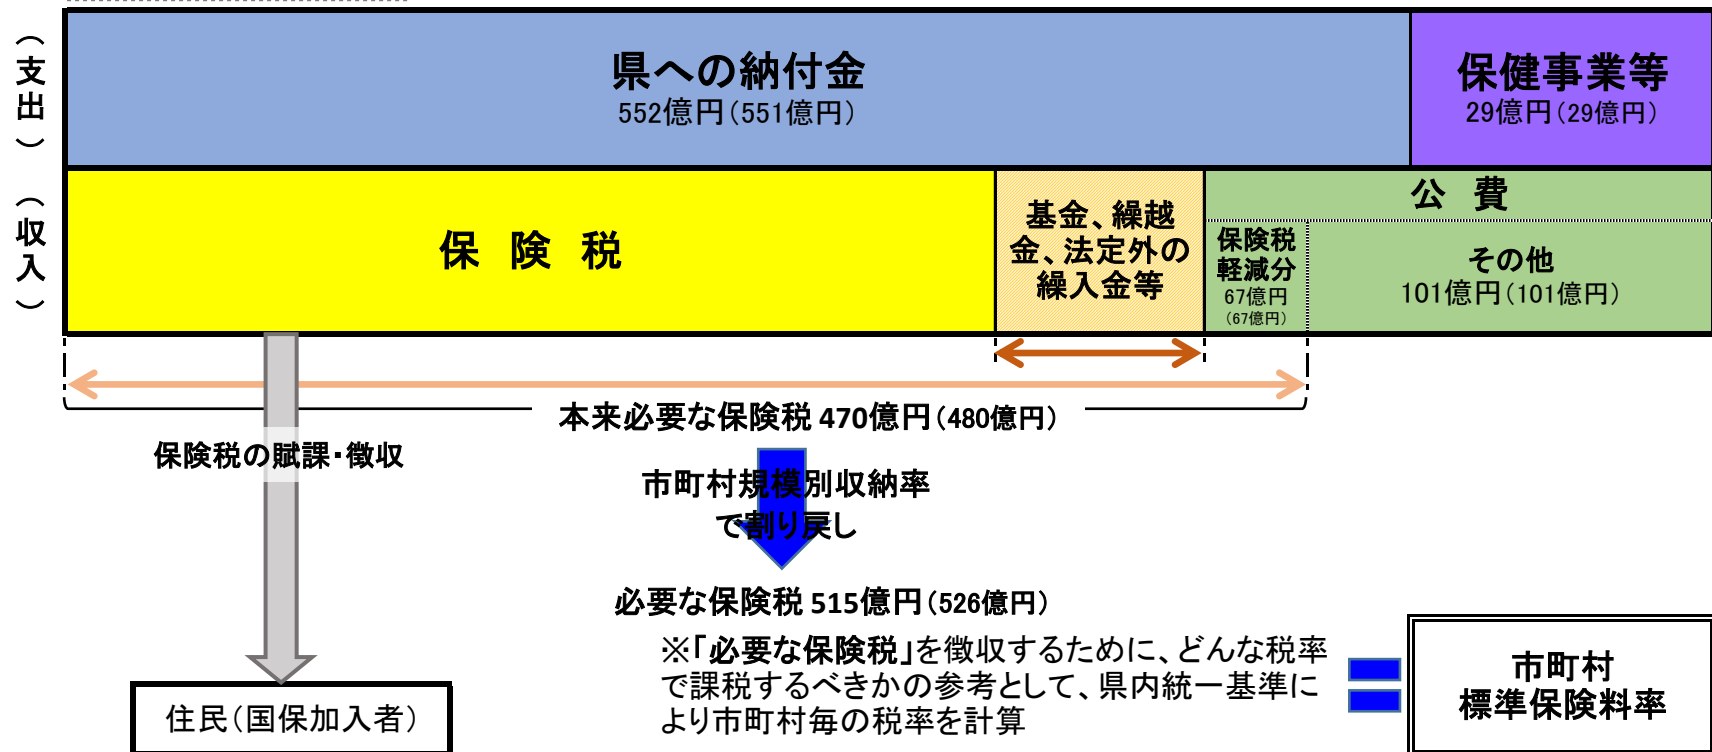 （支出）
県への納付金
552億円（551億円）
保健事業等
29億円（29億円）
（収入）
保 険 税
基金、繰越
金、法定外の
繰入金等
公 費
保険税
軽減分
67億円
（67億円）
その他
101億円（101億円）
本来必要な保険税 470億円（480億円）
保険税の賦課・徴収
市町村規模別収納率
で割り戻し
必要な保険税 515億円（526億円）
※「必要な保険税」を徴収するために、どんな税率
で課税するべきかの参考として、県内統一基準に
より市町村毎の税率を計算
市町村
標準保険料率
住民（国保加入者）